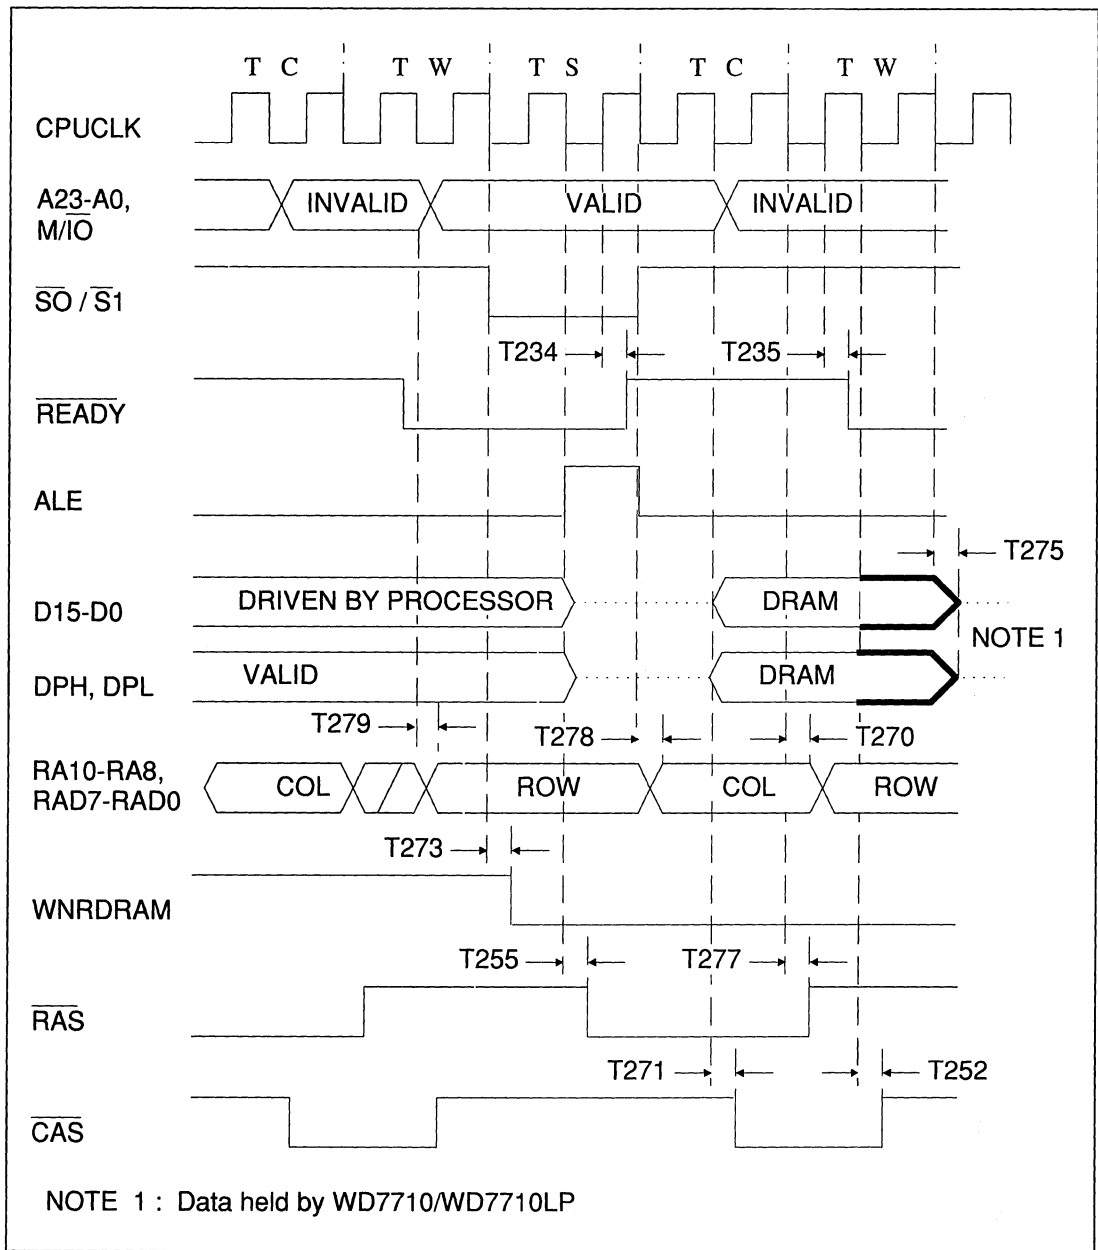 T C T W T S T C T W
CPUCLK
A23-A0,
M/IO
INVALID VALID INVALID
SO / S1
T234 T235
READY
ALE
T275
D15-D0
DRIVEN BY PROCESSOR DRAM
NOTE 1
DPH, DPL
VALID DRAM
T279 T278 T270
RA10-RA8,
RAD7-RAD0
COL ROW COL ROW
T273
WNRDRAM
T255 T277
RAS
T271 T252
CAS
NOTE 1 : Data held by WD7710/WD7710LP